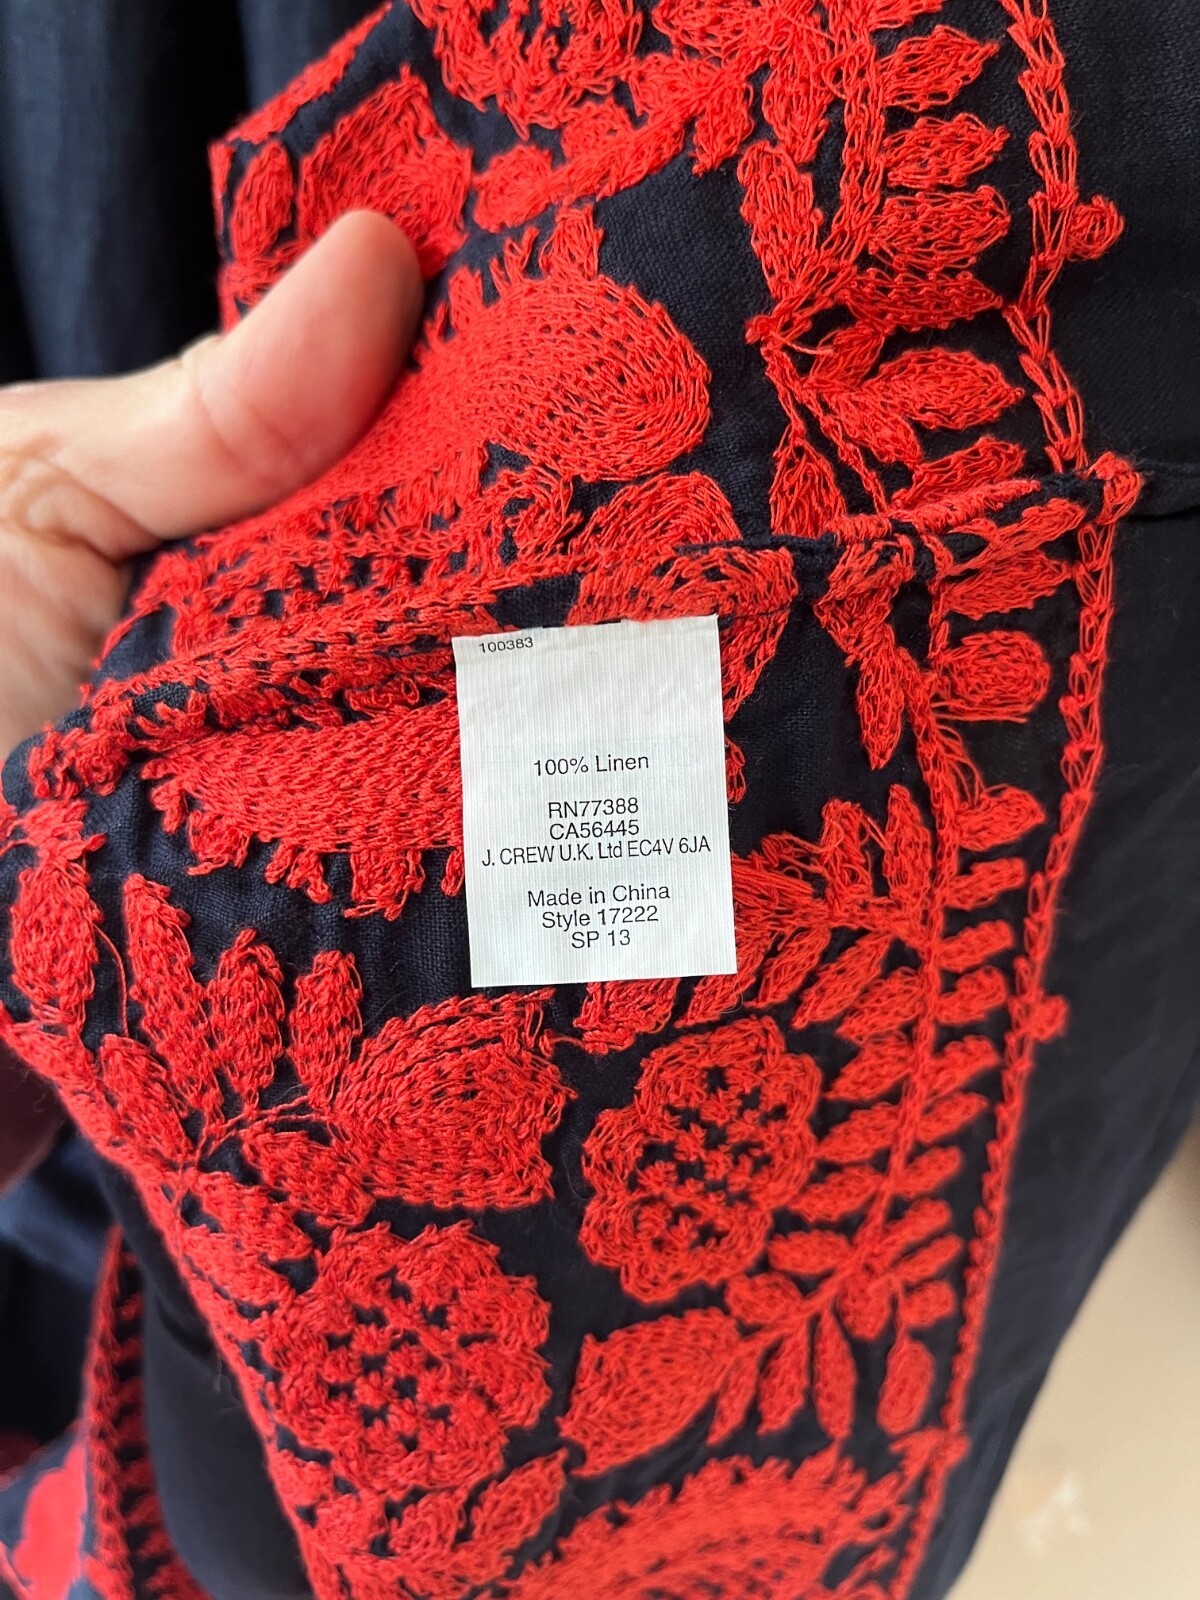 100383
100% Linen
RN77388
CA56445
J. CREW U.K. Ltd EC4V 6JA
Made in China
Style 17222
SP 13